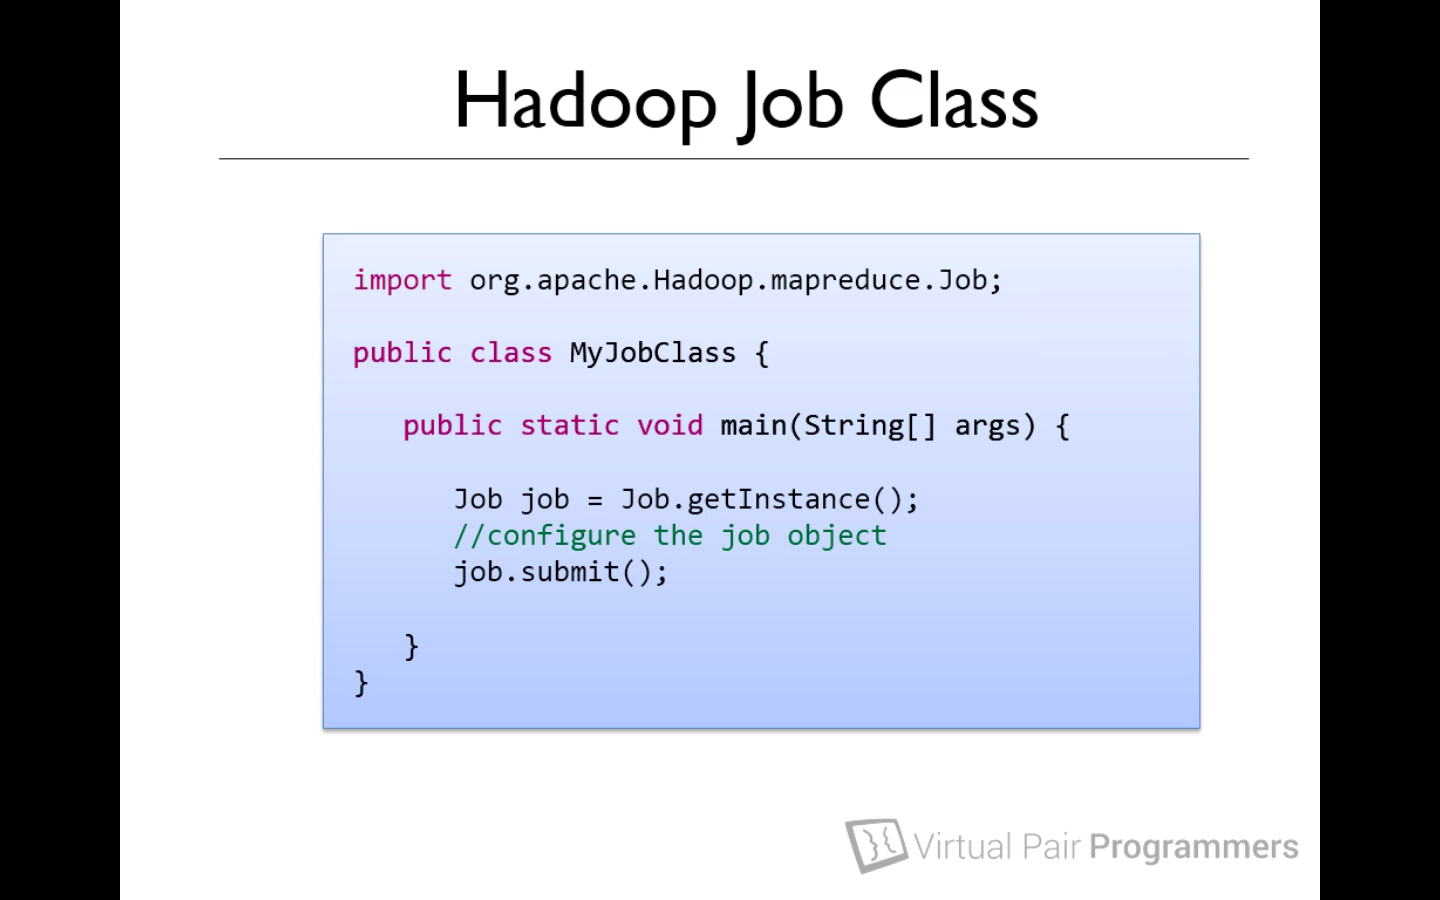 Hadoop Job Class
import org.apache.Hadoop.mapreduce.Job;
public class MyJobClass {
public static void main(String[] args) {
Job job = Job.getInstance();
//configure the job object
job.submit();
}
}
Virtual Pair Programmers